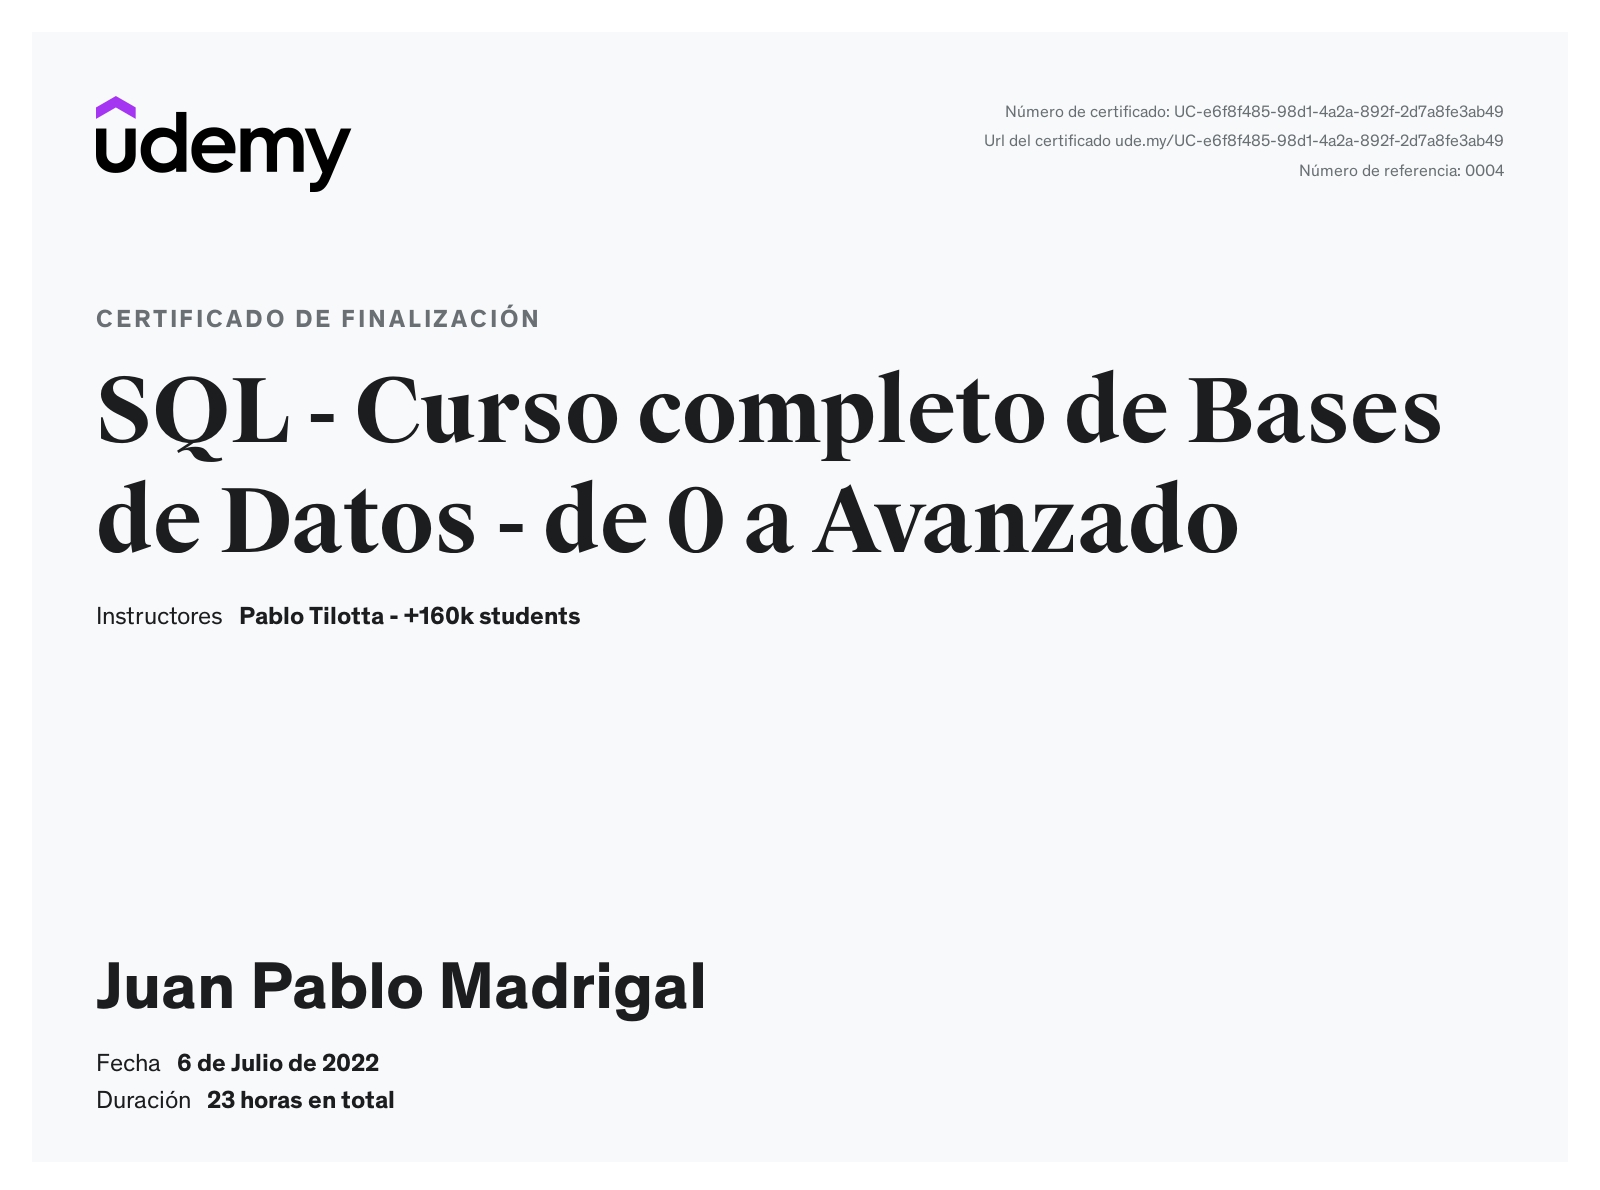 udemy
Número de certificado: UC-e6f8f485-98d1-4a2a-892f-2d7a8fe3ab49
Url del certificado ude.my/UC-e6f8f485-98d1-4a2a-892f-2d7a8fe3ab49
Número de referencia: 0004
CERTIFICADO DE FINALIZACIÓN
SQL - Curso completo de Bases
de Datos - de 0 a Avanzado
Instructores Pablo Tilotta - +160k students
Juan Pablo Madrigal
Fecha 6 de Julio de 2022
Duración 23 horas en total